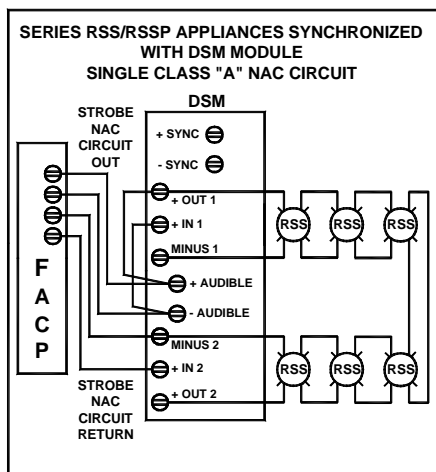 SERIES RSS/RSSP APPLIANCES SYNCHRONIZED
WITH DSM MODULE
SINGLE CLASS "A" NAC CIRCUIT
DSM
STROBE
NAC
CIRCUIT
OUT
+ SYNC
- SYNC
+ OUT 1
+ IN 1
MINUS 1
+ AUDIBLE
- AUDIBLE
MINUS 2
+ IN 2
+ OUT 2
F
A
C
P
STROBE
NAC
CIRCUIT
RETURN
RSS
RSS
RSS
RSS
RSS
RSS